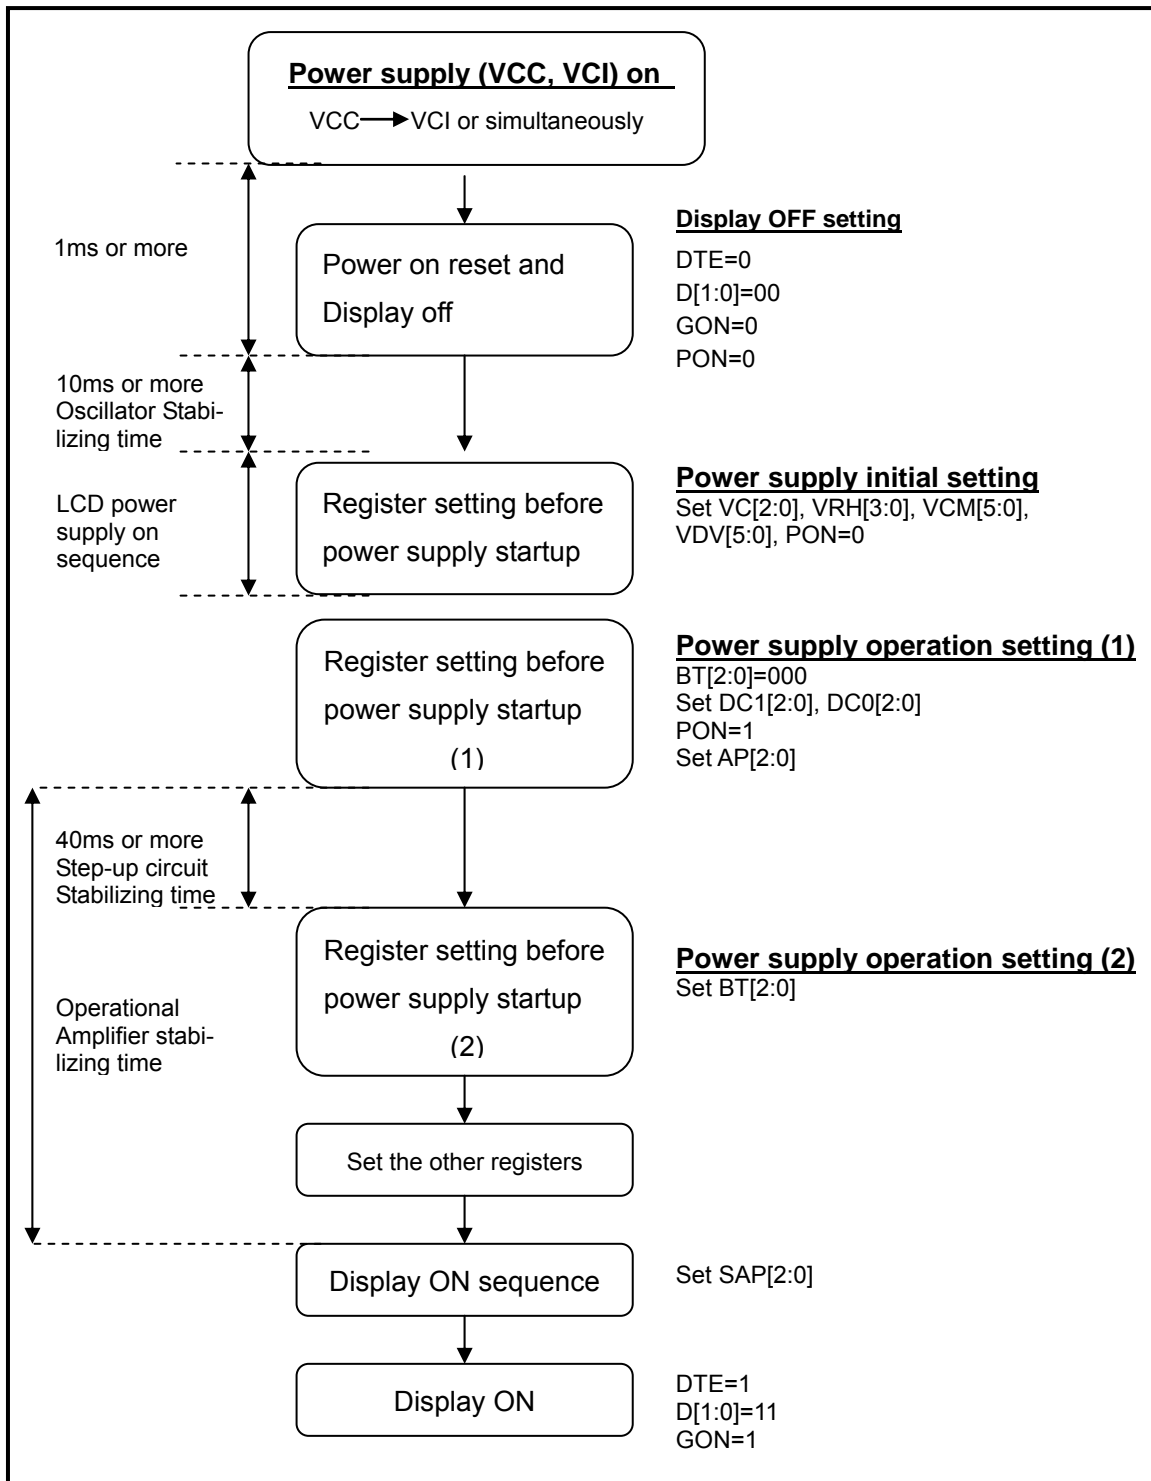 Power supply (VCC, VCI) on
VCC VCI or simultaneously
1ms or more
Power on reset and
Display off
Display OFF setting
DTE=0
D[1:0]=00
GON=0
PON=0
10ms or more
Oscillator Stabi-
lizing time
LCD power
supply on
sequence
Register setting before
power supply startup
Power supply initial setting
Set VC[2:0], VRH[3:0], VCM[5:0],
VDV[5:0], PON=0
Register setting before
power supply startup
(1)
Power supply operation setting (1)
BT[2:0]=000
Set DC1[2:0], DC0[2:0]
PON=1
Set AP[2:0]
40ms or more
Step-up circuit
Stabilizing time
Register setting before
power supply startup
(2)
Power supply operation setting (2)
Set BT[2:0]
Operational
Amplifier stabi-
lizing time
Set the other registers
Display ON sequence
Set SAP[2:0]
Display ON
DTE=1
D[1:0]=11
GON=1